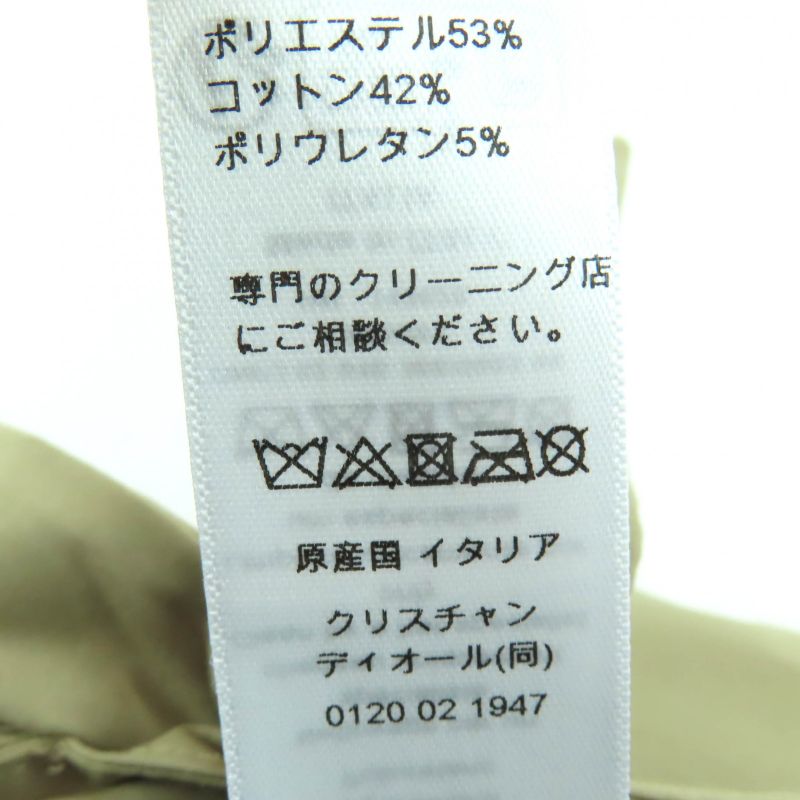 ポリエステル53%
コットン42%
ポリウレタン5%
専門のクリーニング店
にご相談ください。
原産国 イタリア
クリスチャン
ディオール(同)
0120 02 1947